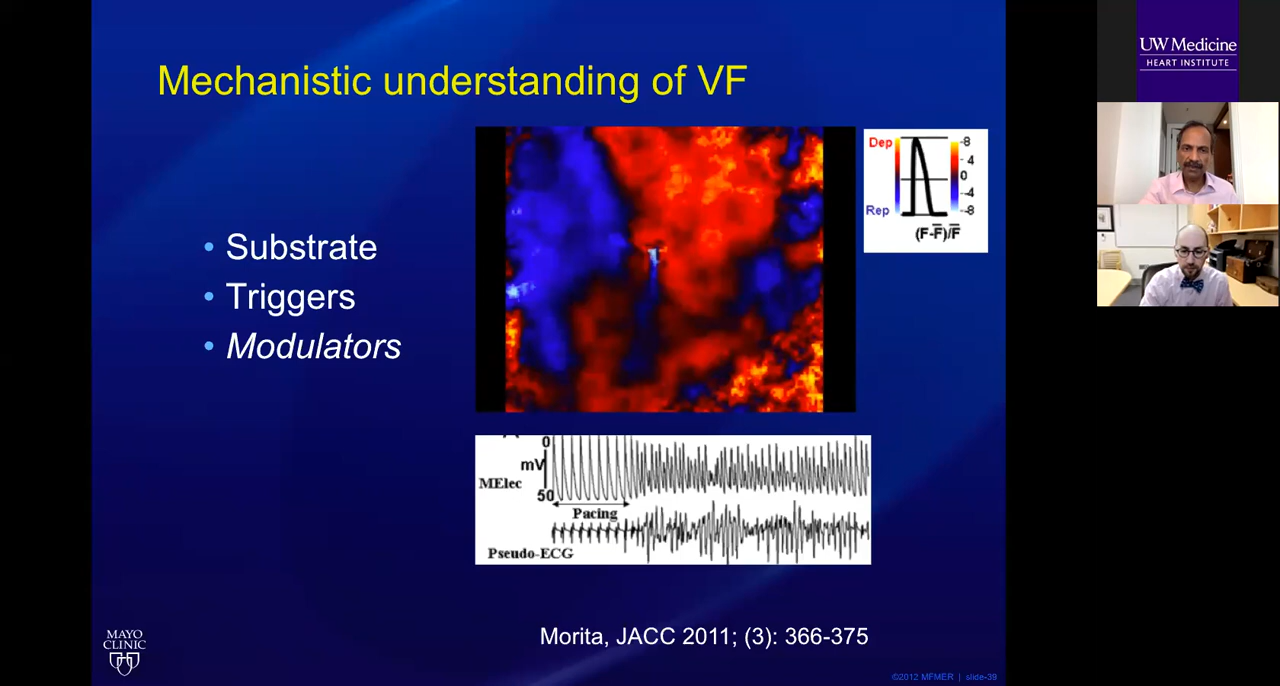 Mechanistic understanding of VF
• Substrate
• Triggers
• Modulators
Dep
Rep
8
4
0
-4
-8
(F-F̅)/F̅
0
mV
50
MElec
Pacing
Pseudo-ECG
Morita, JACC 2011; (3): 366-375
MAYO
CLINIC
©2012 MFMER | slide-39
UW Medicine
HEART INSTITUTE